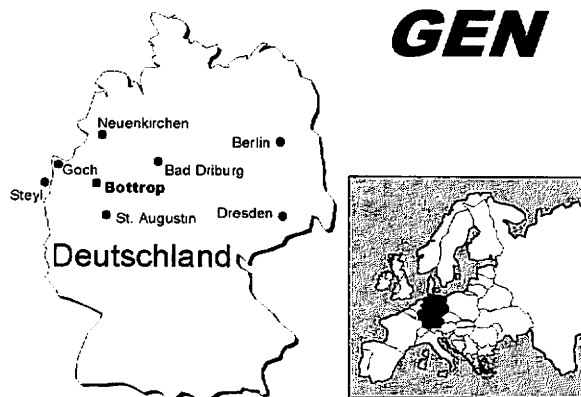 GEN
Neuenkirchen
Berlin
Goch
Bad Driburg
Steyl
Bottrop
St. Augustin
Dresden
Deutschland